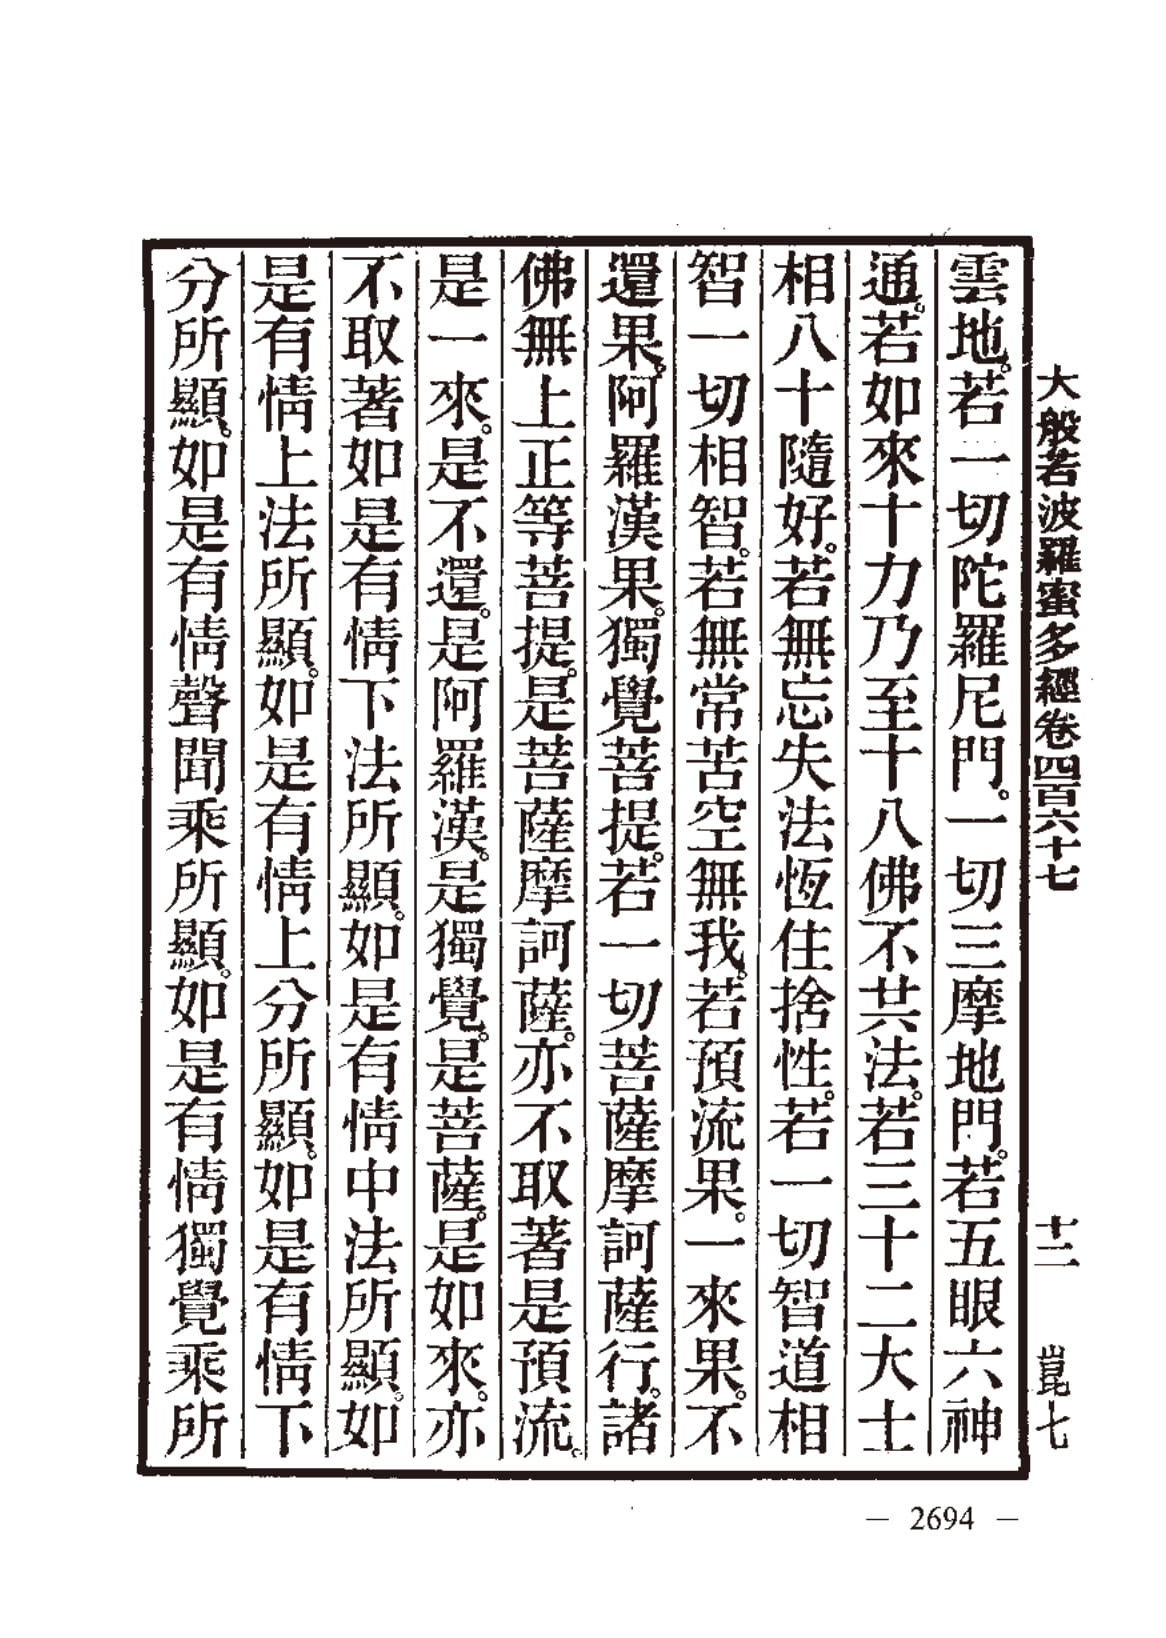 大般若波羅蜜多經卷四百六十七　十二　崑七
雲地。若一切陀羅尼門。一切三摩地門。若五眼六神
通。若如來十力乃至十八佛不共法。若三十二大士
相八十隨好。若無忘失法恆住捨性。若一切智道相
智一切相智。若無常苦空無我。若預流果。一來果。不
還果。阿羅漢果。獨覺菩提。若一切菩薩摩訶薩行。諸
佛無上正等菩提。是菩薩摩訶薩。亦不取著是預流。
是一來。是不還。是阿羅漢。是獨覺。是菩薩。是如來。亦
不取著如是有情下法所顯。如是有情中法所顯。如
是有情上法所顯。如是有情上分所顯。如是有情下
分所顯。如是有情聲聞乘所顯。如是有情獨覺乘所
— 2694 —